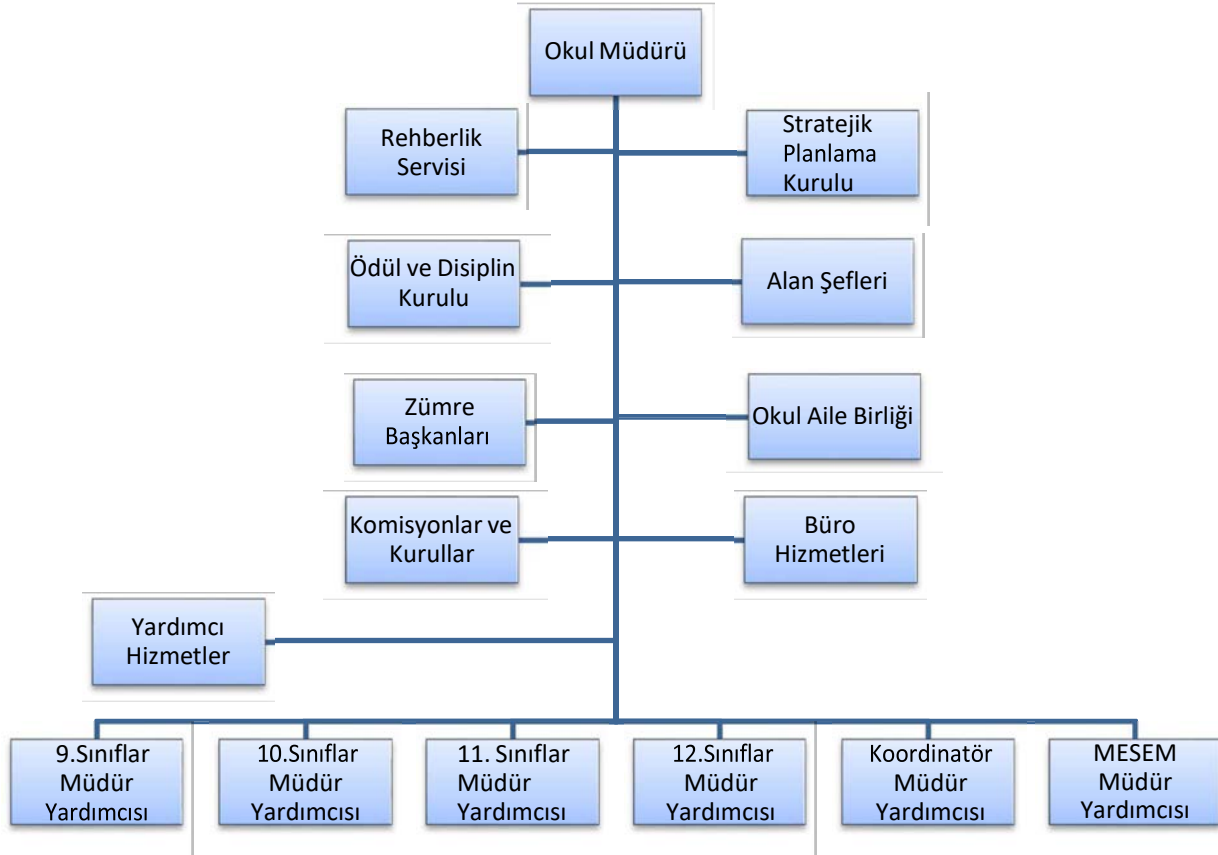 Okul Müdürü
Rehberlik
Servisi
Stratejik
Planlama
Kurulu
Ödül ve Disiplin
Kurulu
Alan Şefleri
Zümre
Başkanları
Okul Aile Birliği
Komisyonlar ve
Kurullar
Büro
Hizmetleri
Yardımcı
Hizmetler
9.Sınıflar
Müdür
Yardımcısı
10.Sınıflar
Müdür
Yardımcısı
11. Sınıflar
Müdür
Yardımcısı
12.Sınıflar
Müdür
Yardımcısı
Koordinatör
Müdür
Yardımcısı
MESEM
Müdür
Yardımcısı